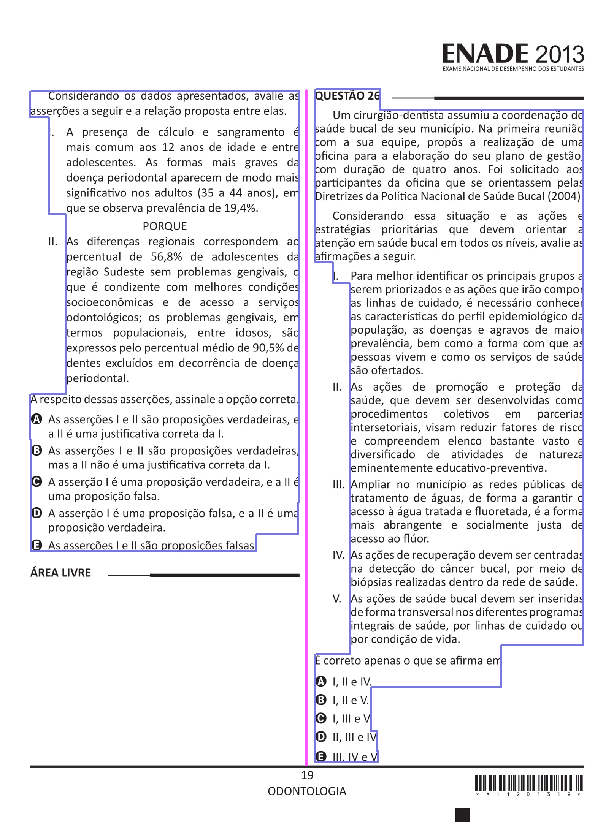 ENADE 2013
EXAME NACIONAL DE DESEMPENHO DOS ESTUDANTES
Considerando os dados apresentados, avalie as
asserções a seguir e a relação proposta entre elas.
I. A presença de cálculo e sangramento é
mais comum aos 12 anos de idade e entre
adolescentes. As formas mais graves da
doença periodontal aparecem de modo mais
significativo nos adultos (35 a 44 anos), em
que se observa prevalência de 19,4%.
PORQUE
II. As diferenças regionais correspondem ao
percentual de 56,8% de adolescentes da
região Sudeste sem problemas gengivais, o
que é condizente com melhores condições
socioeconômicas e de acesso a serviços
odontológicos; os problemas gengivais, em
termos populacionais, entre idosos, são
expressos pelo percentual médio de 90,5% de
dentes excluídos em decorrência de doença
periodontal.
A respeito dessas asserções, assinale a opção correta.
A As asserções I e II são proposições verdadeiras, e
a II é uma justificativa correta da I.
B As asserções I e II são proposições verdadeiras,
mas a II não é uma justificativa correta da I.
C A asserção I é uma proposição verdadeira, e a II é
uma proposição falsa.
D A asserção I é uma proposição falsa, e a II é uma
proposição verdadeira.
E As asserções I e II são proposições falsas.
ÁREA LIVRE
QUESTÃO 26
Um cirurgião-dentista assumiu a coordenação de
saúde bucal de seu município. Na primeira reunião
com a sua equipe, propôs a realização de uma
oficina para a elaboração do seu plano de gestão,
com duração de quatro anos. Foi solicitado aos
participantes da oficina que se orientassem pelas
Diretrizes da Política Nacional de Saúde Bucal (2004).
Considerando essa situação e as ações e
estratégias prioritárias que devem orientar a
atenção em saúde bucal em todos os níveis, avalie as
afirmações a seguir.
I. Para melhor identificar os principais grupos a
serem priorizados e as ações que irão compor
as linhas de cuidado, é necessário conhecer
as características do perfil epidemiológico da
população, as doenças e agravos de maior
prevalência, bem como a forma com que as
pessoas vivem e como os serviços de saúde
são ofertados.
II. As ações de promoção e proteção da
saúde, que devem ser desenvolvidas como
procedimentos coletivos em parcerias
intersetoriais, visam reduzir fatores de risco
e compreendem elenco bastante vasto e
diversificado de atividades de natureza
eminentemente educativo-preventiva.
III. Ampliar no município as redes públicas de
tratamento de águas, de forma a garantir o
acesso à água tratada e fluoretada, é a forma
mais abrangente e socialmente justa de
acesso ao flúor.
IV. As ações de recuperação devem ser centradas
na detecção do câncer bucal, por meio de
biópsias realizadas dentro da rede de saúde.
V. As ações de saúde bucal devem ser inseridas
de forma transversal nos diferentes programas
integrais de saúde, por linhas de cuidado ou
por condição de vida.
É correto apenas o que se afirma em
A I, II e IV.
B I, II e V.
C I, III e V.
D II, III e IV.
E III, IV e V.
19
ODONTOLOGIA